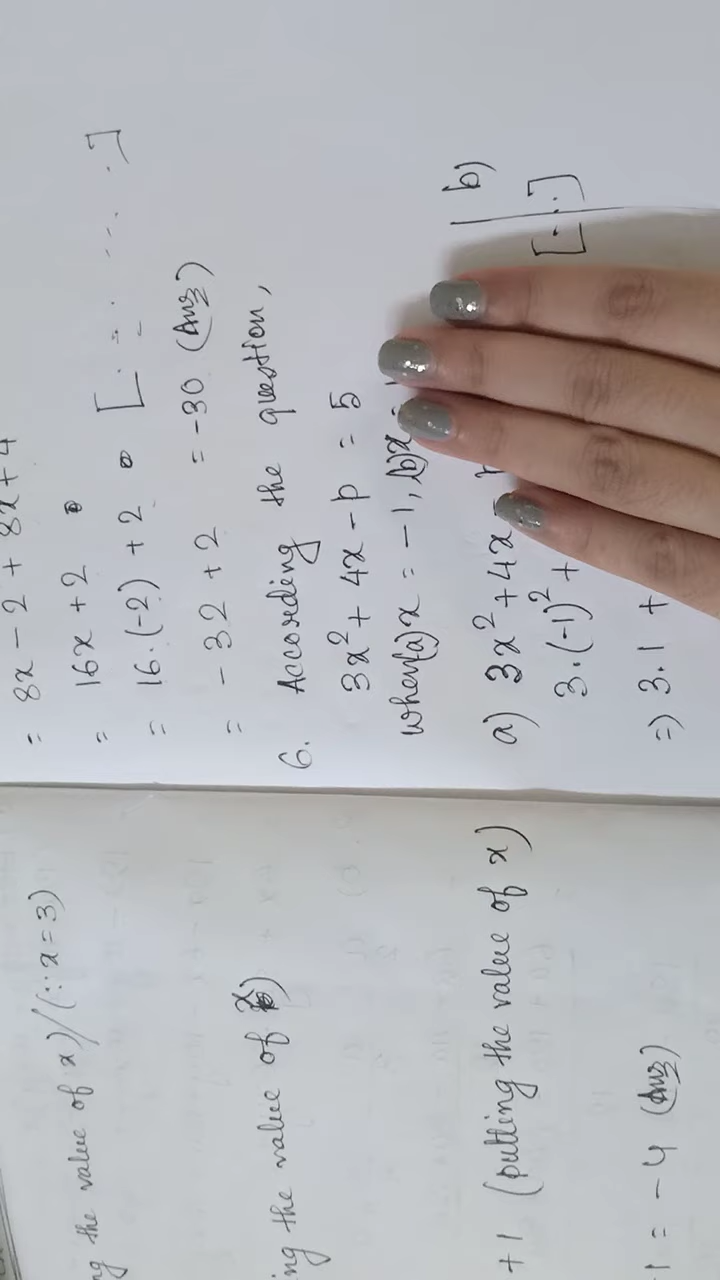 = 8x - 2 + 8x + 4
= 16x + 2
= 16.(-2) + 2 [∵ ... ... ]
= -32 + 2 = -30 (Ans)
6. According the question,
3x² + 4x - p = 5
when(a)x = -1, (b)x =
a) 3x² + 4x
b)
3.(-1)² + [∵]
=) 3.1 +
the value of x)/(∵ x = 3)
the value of x)
+ 1 (putting the value of x)
1 = -4 (Ans)